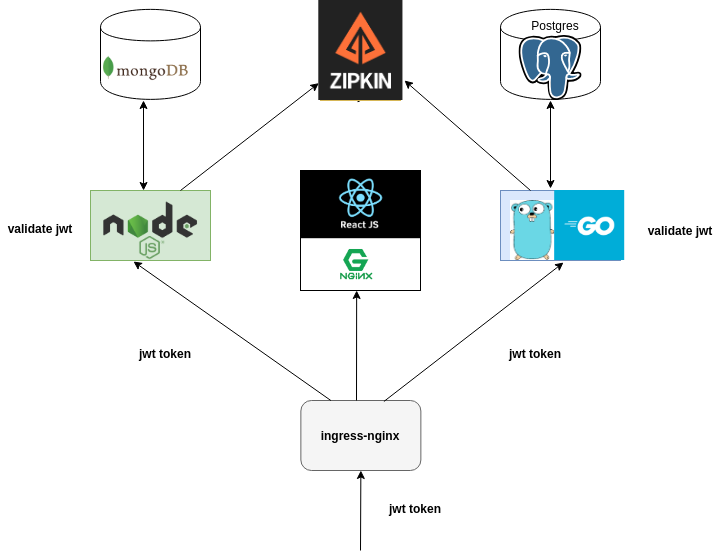 Postgres
mongoDB
ZIPKIN
node
JS
React JS
GO
NGINX
validate jwt
validate jwt
jwt token
jwt token
ingress-nginx
jwt token